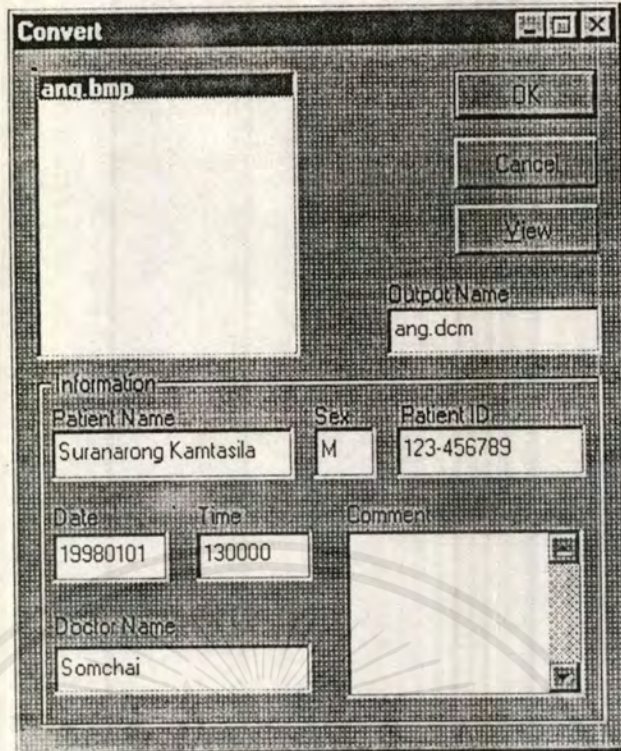 Convert
ang.bmp
OK
Cancel
View
Output Name
ang.dcm
Information
Patient Name Sex Patient ID
Suranarong Kamtasila M 123-456789
Date Time Comment
19980101 130000
Doctor Name
Somchai